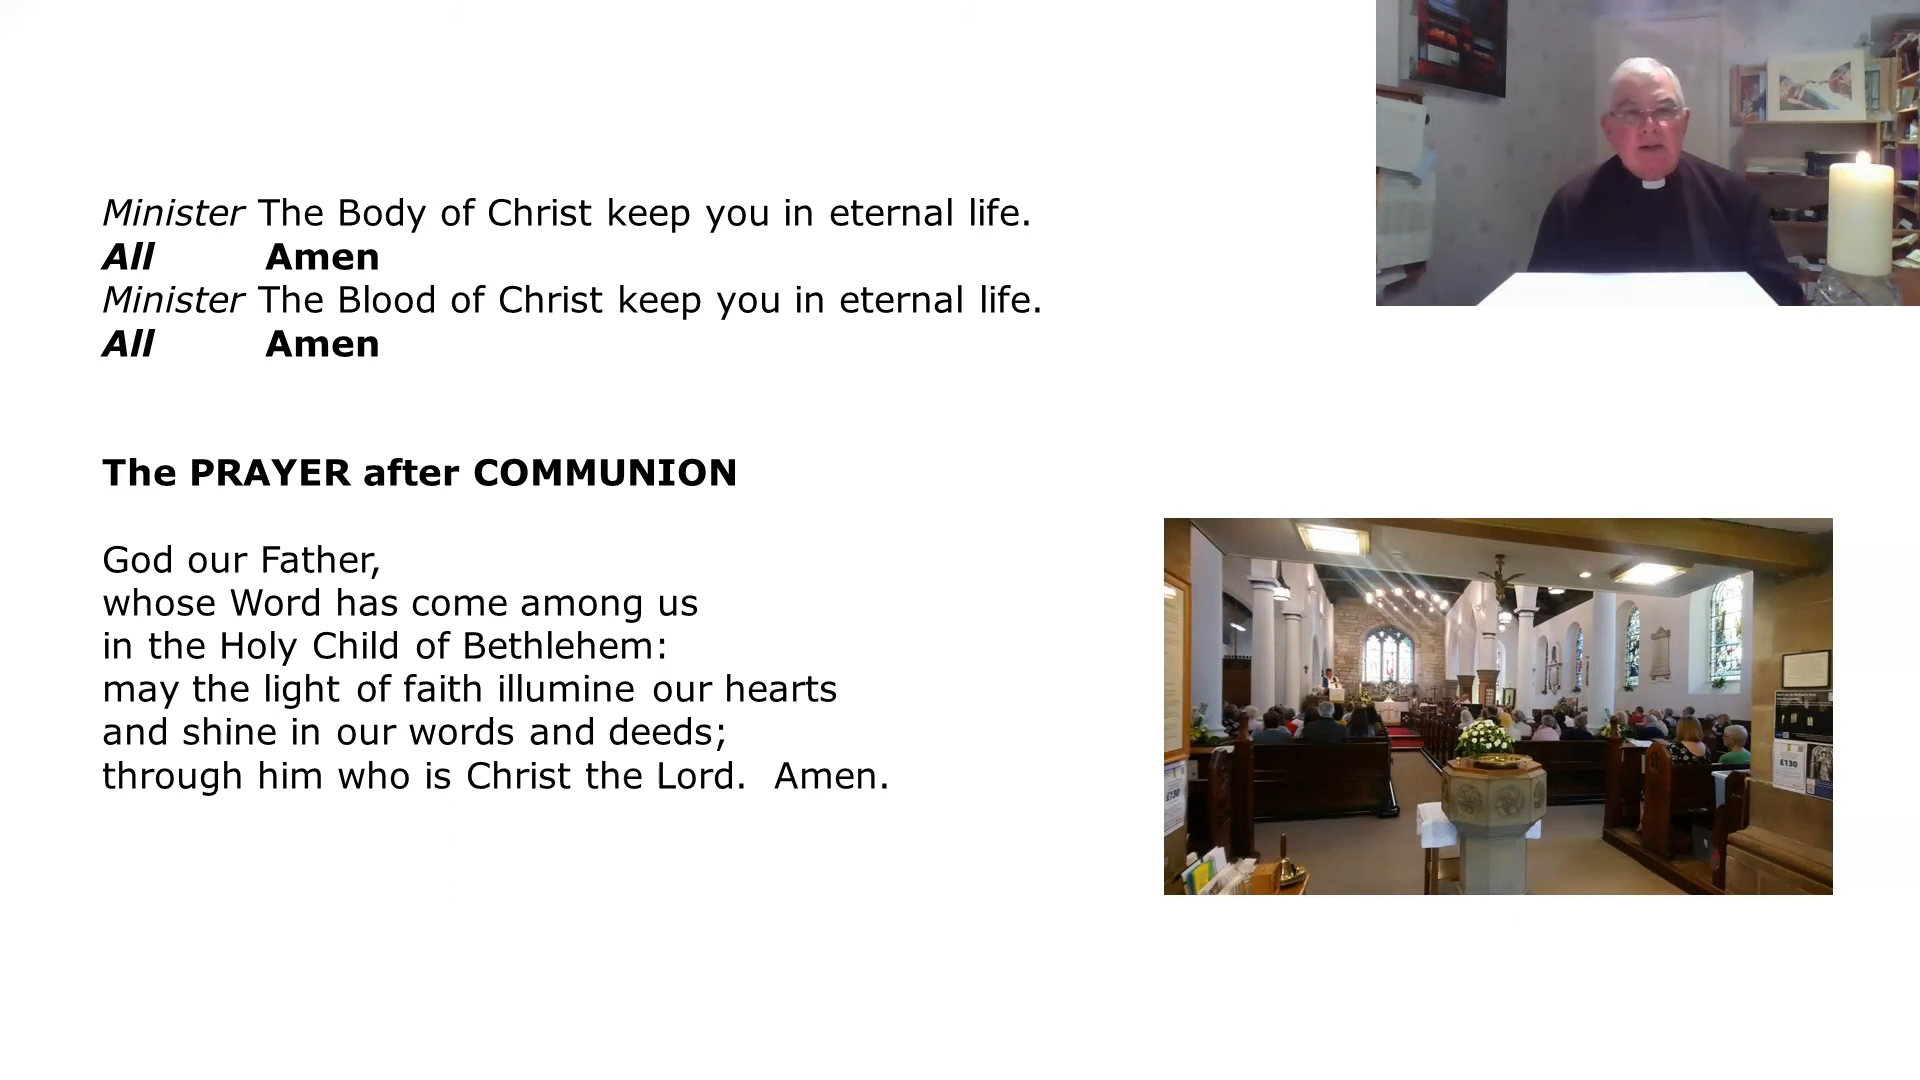 Minister The Body of Christ keep you in eternal life.
All Amen
Minister The Blood of Christ keep you in eternal life.
All Amen
The PRAYER after COMMUNION
God our Father,
whose Word has come among us
in the Holy Child of Bethlehem:
may the light of faith illumine our hearts
and shine in our words and deeds;
through him who is Christ the Lord.  Amen.
£130
£130